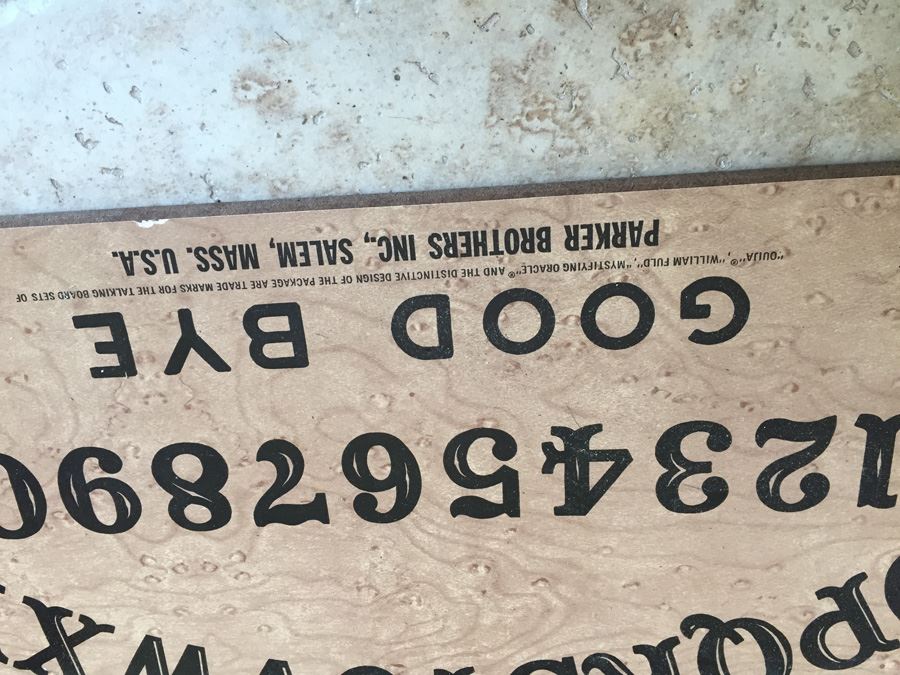 OPQRSTUVWX
1234567890
GOOD BYE
"OUIJA"®, "WILLIAM FULD", "MYSTIFYING ORACLE"® AND THE DISTINCTIVE DESIGN OF THE PACKAGE ARE TRADE MARKS FOR THE TALKING BOARD SETS OF
PARKER BROTHERS INC., SALEM, MASS. U.S.A.